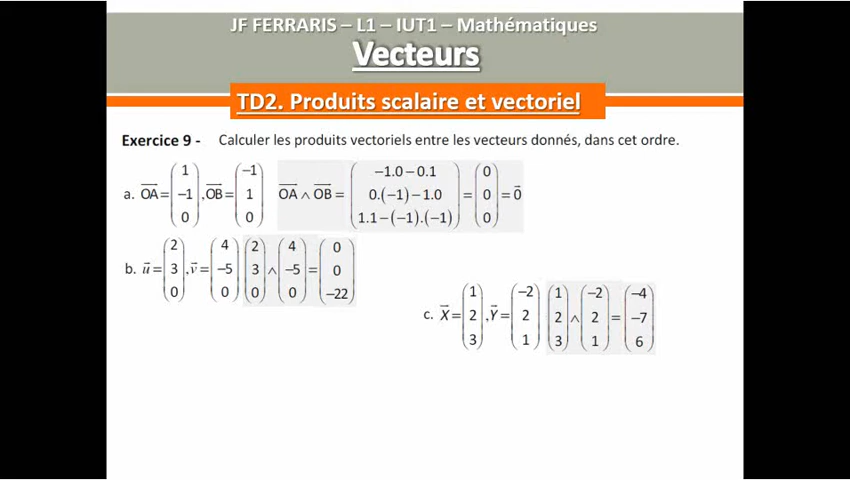 JF FERRARIS – L1 – IUT1 – Mathématiques
Vecteurs
TD2. Produits scalaire et vectoriel
Exercice 9 - Calculer les produits vectoriels entre les vecteurs donnés, dans cet ordre.
a. OA = (1 −1 0), OB = (−1 1 0) OA ∧ OB = (−1.0 − 0.1 0.(−1) − 1.0 1.1 − (−1).(−1)) = (0 0 0) = 0
b. u = (2 3 0), v = (4 −5 0) (2 3 0) ∧ (4 −5 0) = (0 0 −22)
c. X = (1 2 3), Y = (−2 2 1) (1 2 3) ∧ (−2 2 1) = (−4 −7 6)